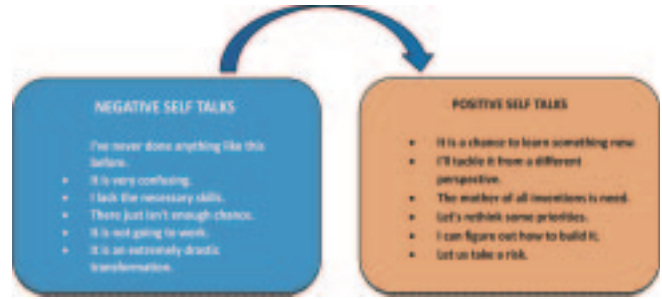 NEGATIVE SELF TALKS
I've never done anything like this
before.
• It is very confusing.
• I lack the necessary skills.
• There just isn't enough chance.
• It is not going to work.
• It is an extremely drastic
transformation.
POSITIVE SELF TALKS
• It is a chance to learn something new.
• I'll tackle it from a different
perspective.
• The mother of all inventions is need.
• Let's rethink some priorities.
• I can figure out how to build it.
• Let us take a risk.